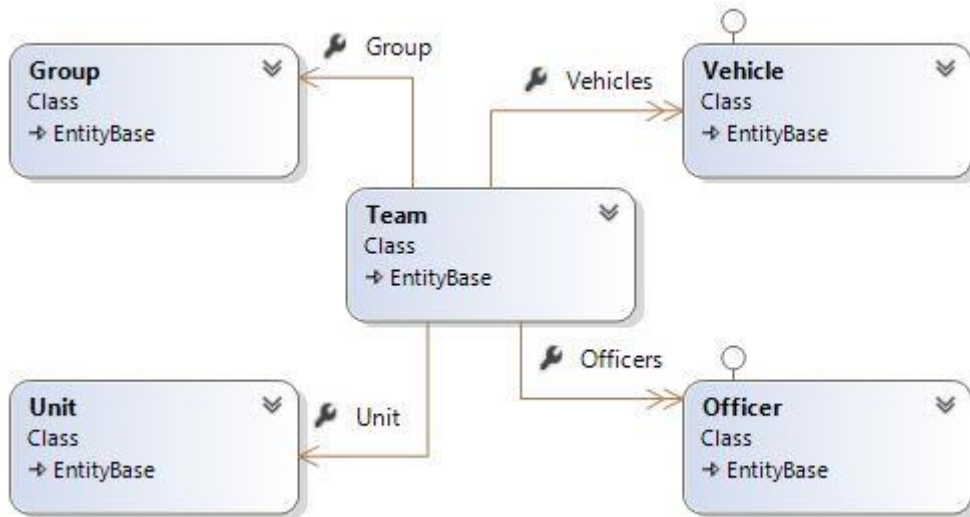 Group
Group
Class
EntityBase
Vehicles
Vehicle
Class
EntityBase
Team
Class
EntityBase
Unit
Unit
Class
EntityBase
Officers
Officer
Class
EntityBase